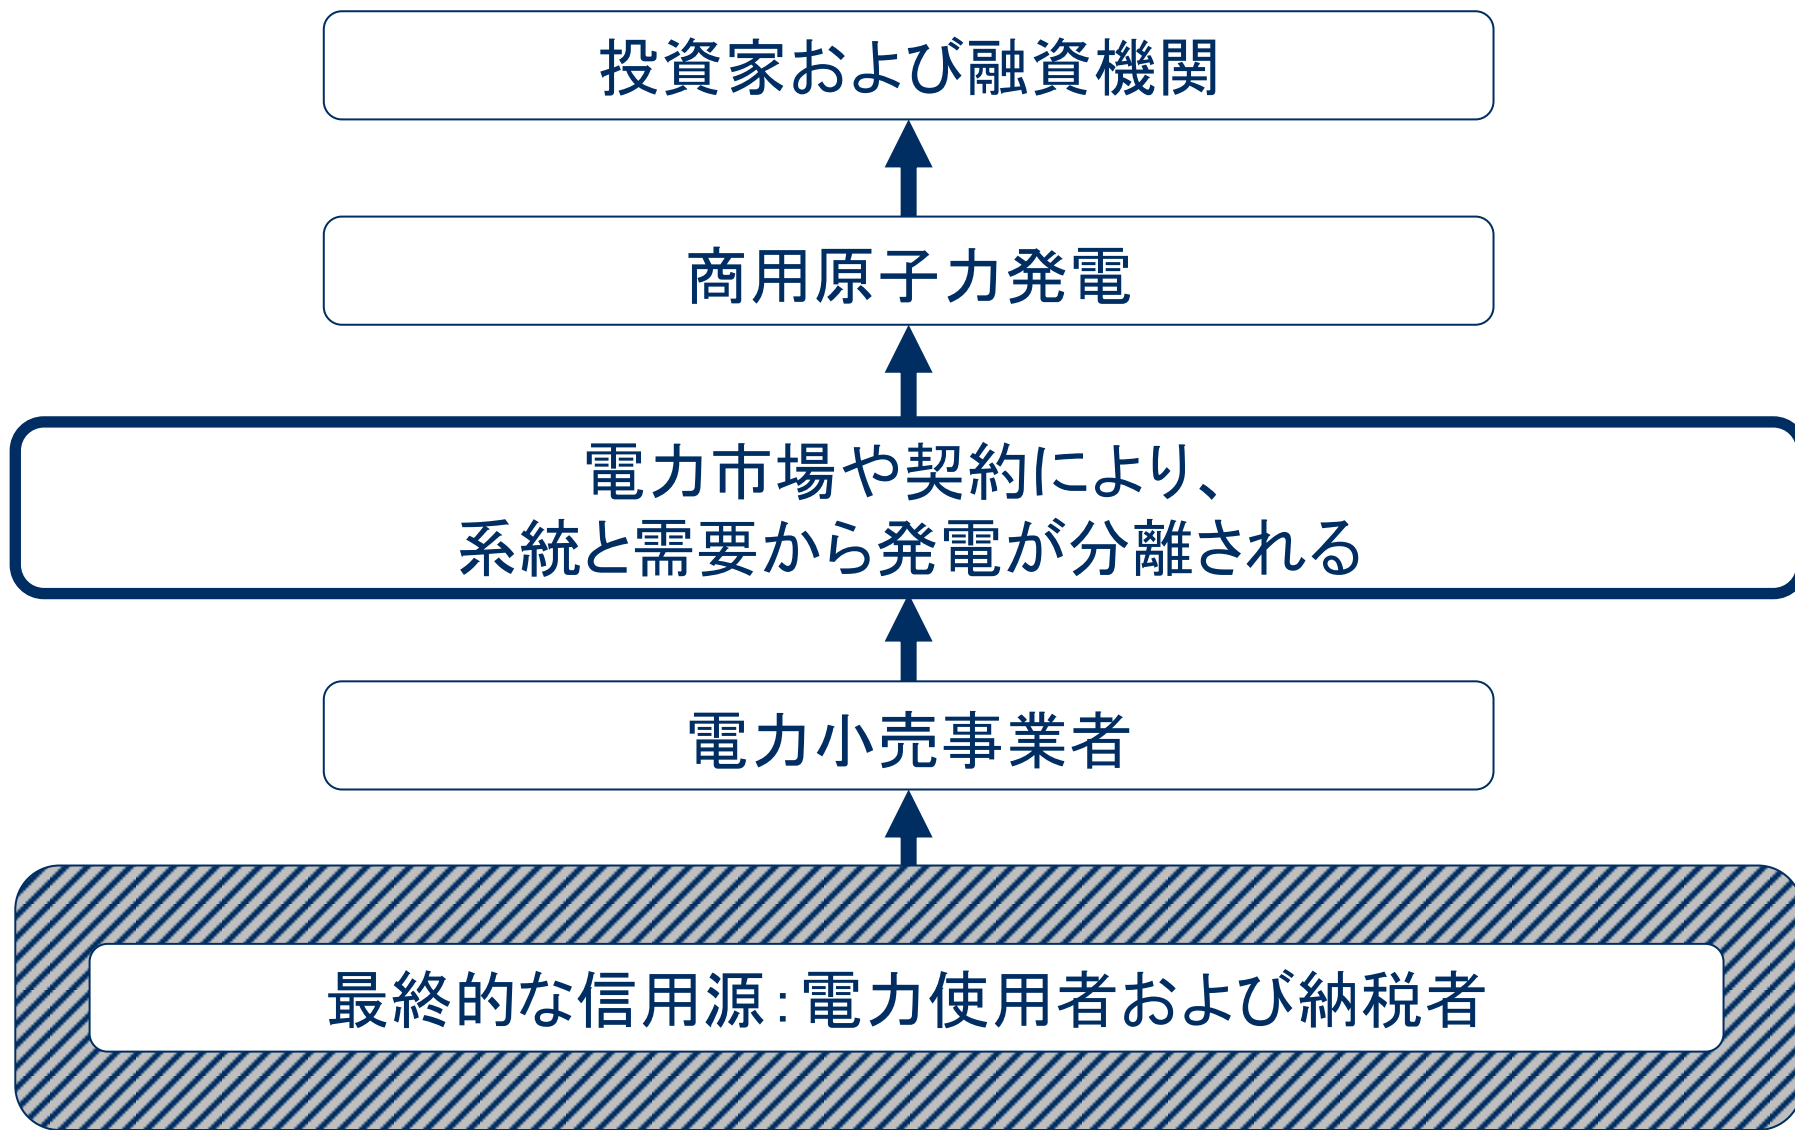 投資家および融資機関
商用原子力発電
電力市場や契約により、
系統と需要から発電が分離される
電力小売事業者
最終的な信用源：電力使用者および納税者